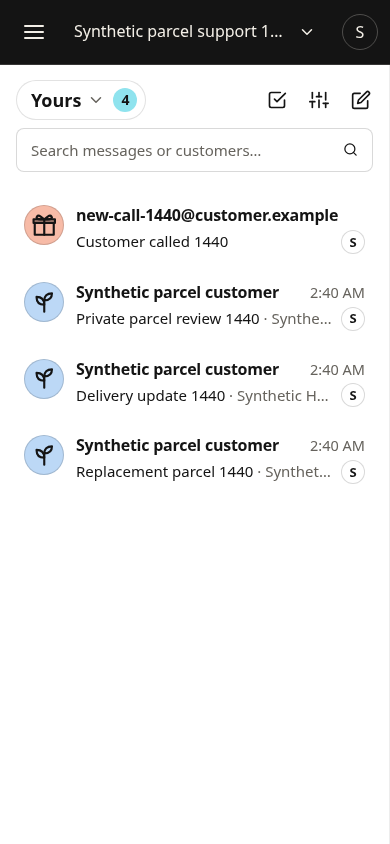 Synthetic parcel support 1...
S
Yours
4
Search messages or customers...
new-call-1440@customer.example
Customer called 1440
S
Synthetic parcel customer 2:40 AM
Private parcel review 1440 · Synthe...
S
Synthetic parcel customer 2:40 AM
Delivery update 1440 · Synthetic H...
S
Synthetic parcel customer 2:40 AM
Replacement parcel 1440 · Synthet...
S